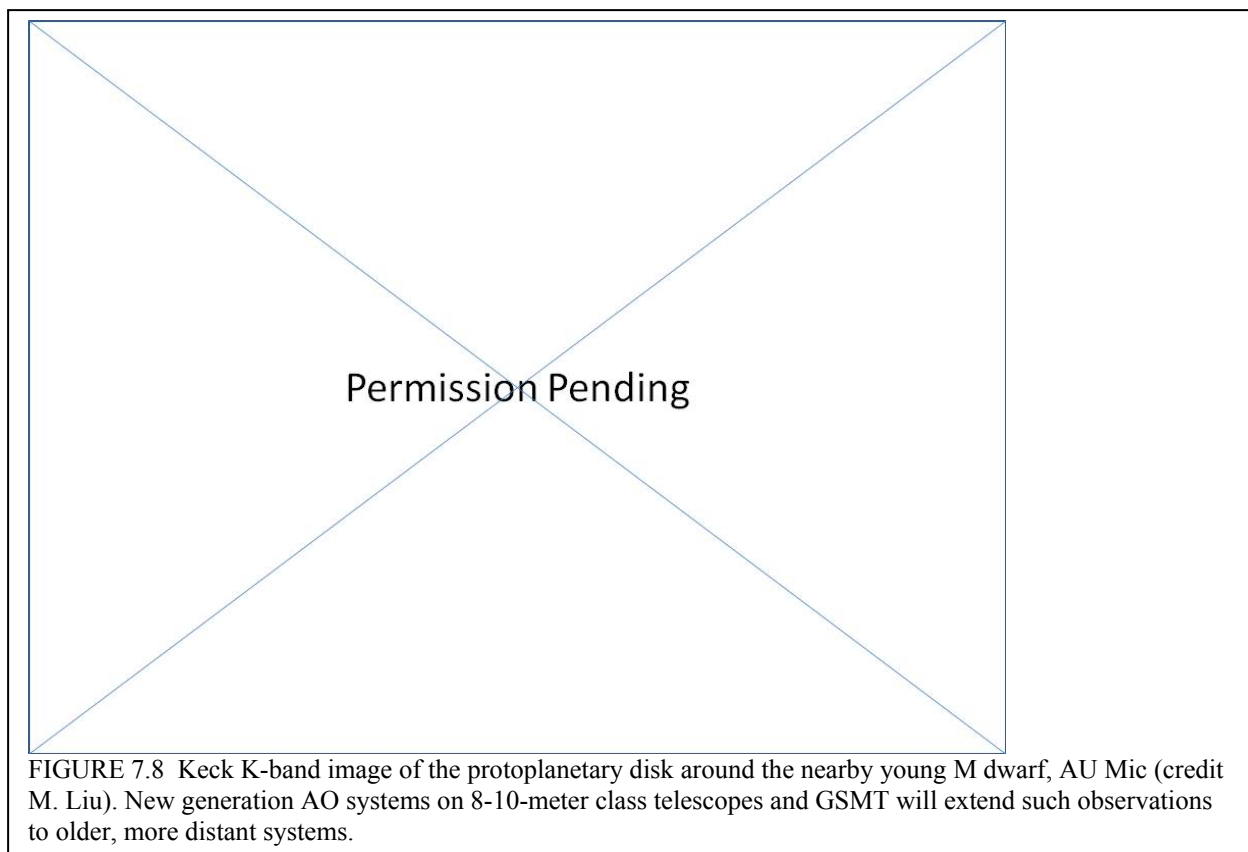 Permission Pending
FIGURE 7.8 Keck K-band image of the protoplanetary disk around the nearby young M dwarf, AU Mic (credit
M. Liu). New generation AO systems on 8-10-meter class telescopes and GSMT will extend such observations
to older, more distant systems.